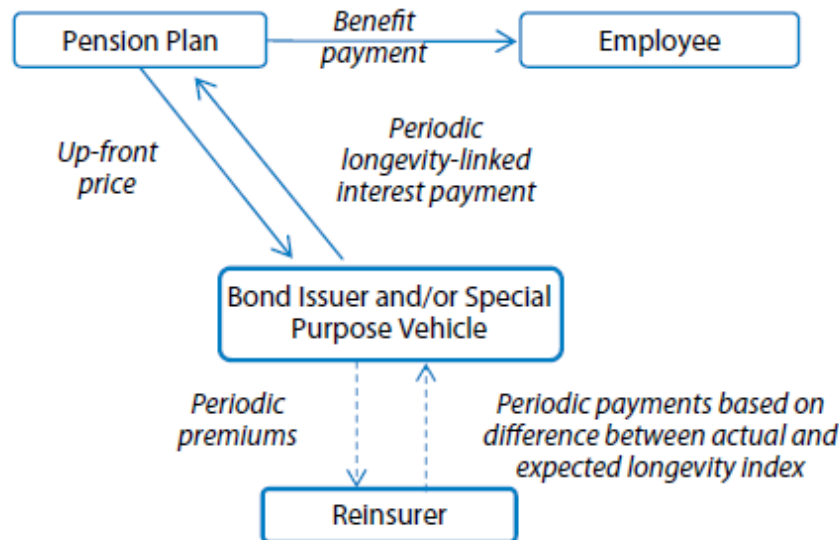 Pension Plan
Benefit
payment
Employee
Up-front
price
Periodic
longevity-linked
interest payment
Bond Issuer and/or Special
Purpose Vehicle
Periodic
premiums
Periodic payments based on
difference between actual and
expected longevity index
Reinsurer